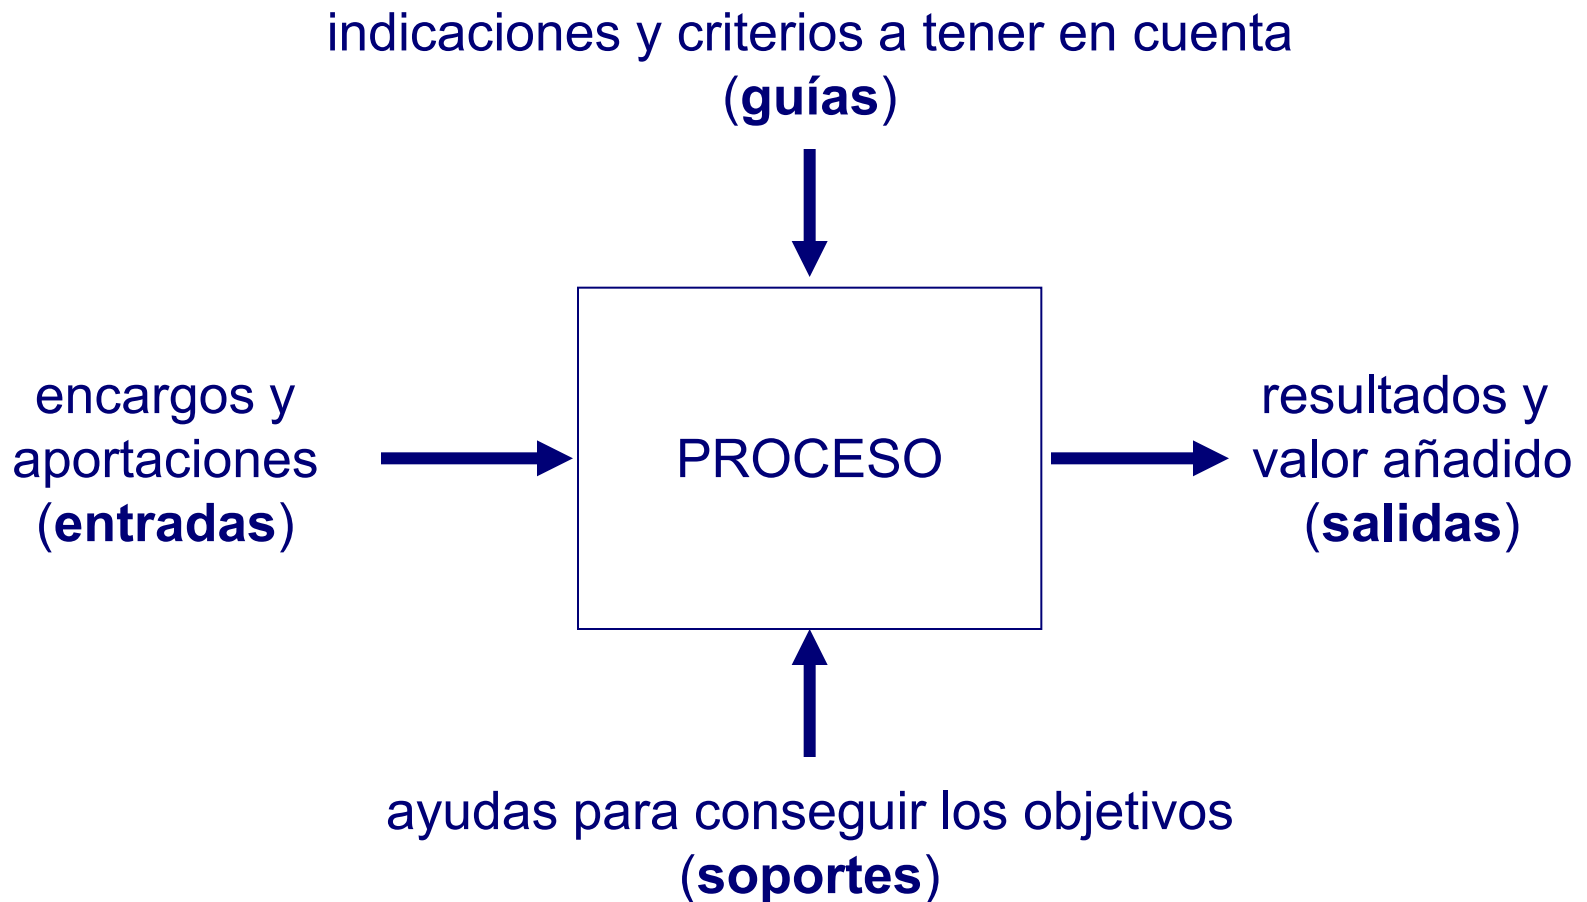 indicaciones y criterios a tener en cuenta
(guías)
encargos y
aportaciones
(entradas)
PROCESO
resultados y
valor añadido
(salidas)
ayudas para conseguir los objetivos
(soportes)